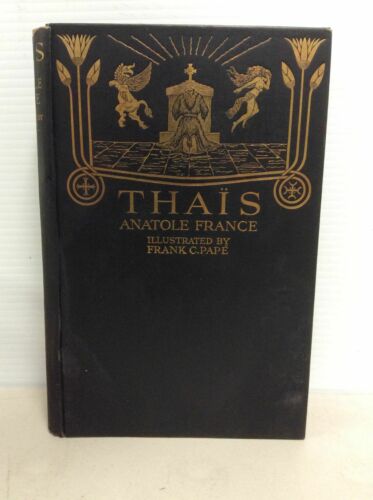 THAÏS
ANATOLE FRANCE
ILLUSTRATED BY
FRANK C. PAPÉ
S